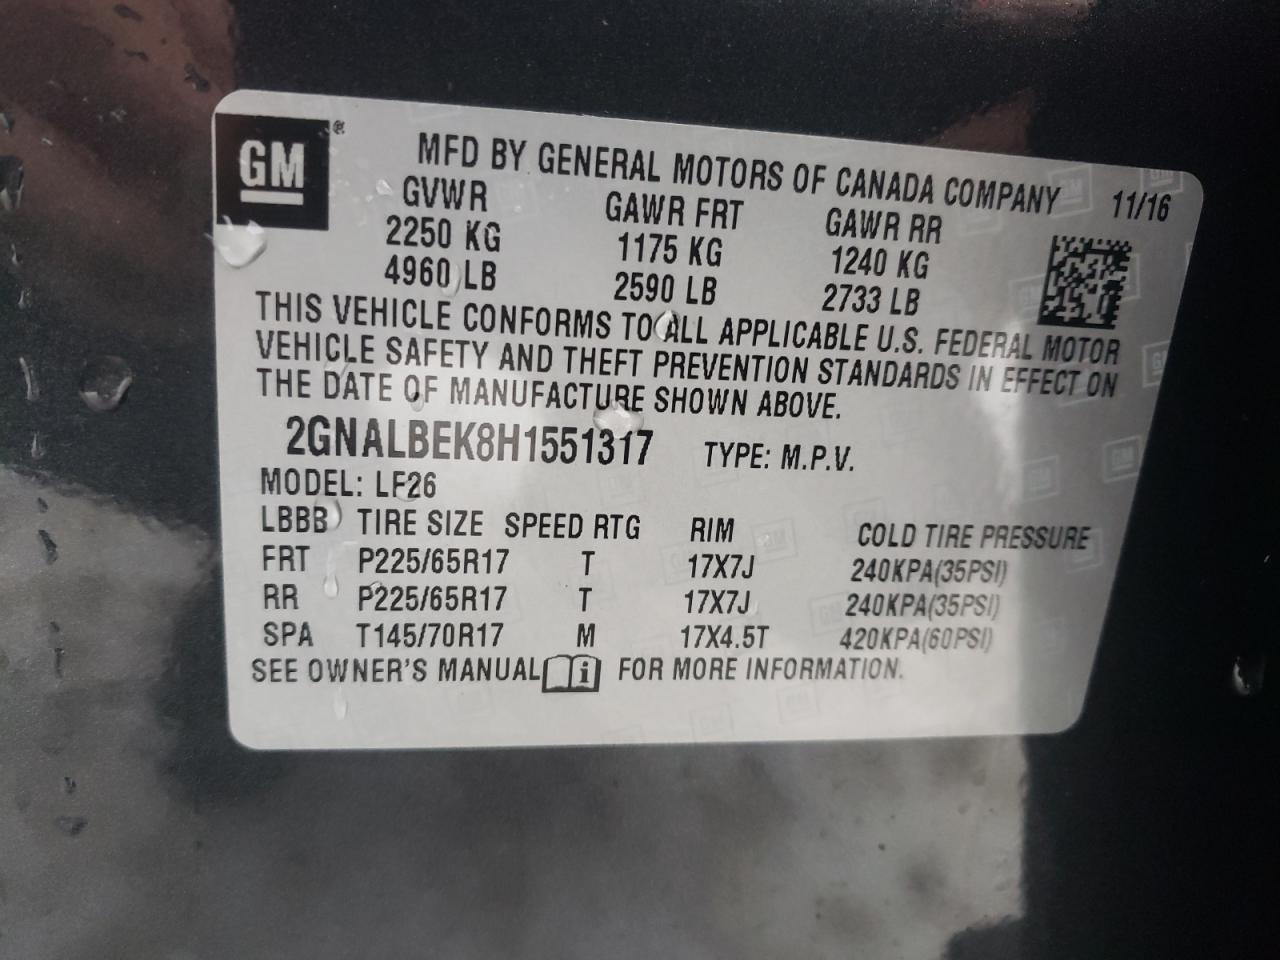 GM ®
MFD BY GENERAL MOTORS OF CANADA COMPANY 11/16
GVWR GAWR FRT GAWR RR
2250 KG 1175 KG 1240 KG
4960 LB 2590 LB 2733 LB
THIS VEHICLE CONFORMS TO ALL APPLICABLE U.S. FEDERAL MOTOR
VEHICLE SAFETY AND THEFT PREVENTION STANDARDS IN EFFECT ON
THE DATE OF MANUFACTURE SHOWN ABOVE.
2GNALBEK8H1551317 TYPE: M.P.V.
MODEL: LF26
LBBB TIRE SIZE SPEED RTG RIM COLD TIRE PRESSURE
FRT P225/65R17 T 17X7J 240KPA(35PSI)
RR P225/65R17 T 17X7J 240KPA(35PSI)
SPA T145/70R17 M 17X4.5T 420KPA(60PSI)
SEE OWNER'S MANUAL i FOR MORE INFORMATION.